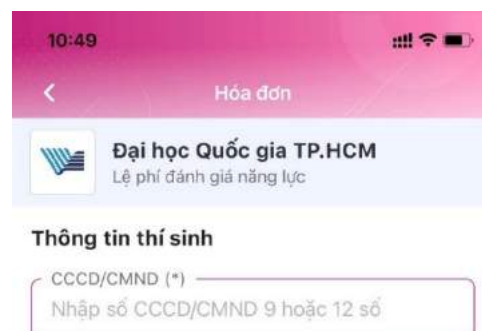 10:49
Hóa đơn
Đại học Quốc gia TP.HCM
Lệ phí đánh giá năng lực
Thông tin thí sinh
CCCD/CMND (*)
Nhập số CCCD/CMND 9 hoặc 12 số